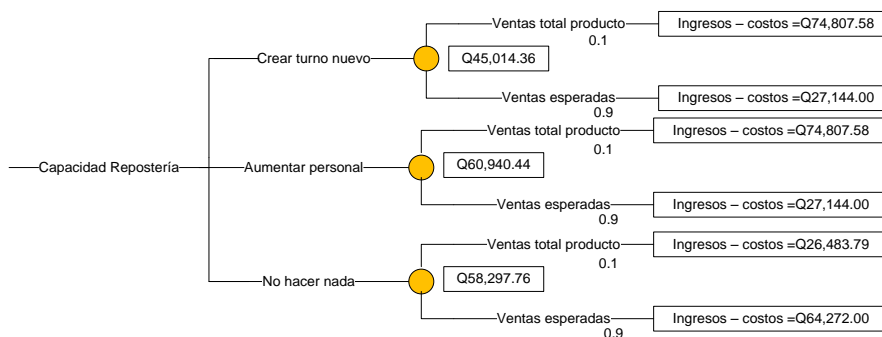 Ventas total producto
0.1
Ingresos – costos =Q74,807.58
Crear turno nuevo
Q45,014.36
Ventas esperadas
0.9
Ingresos – costos =Q27,144.00
Ventas total producto
0.1
Ingresos – costos =Q74,807.58
Capacidad Repostería
Aumentar personal
Q60,940.44
Ventas esperadas
0.9
Ingresos – costos =Q27,144.00
Ventas total producto
0.1
Ingresos – costos =Q26,483.79
No hacer nada
Q58,297.76
Ventas esperadas
0.9
Ingresos – costos =Q64,272.00